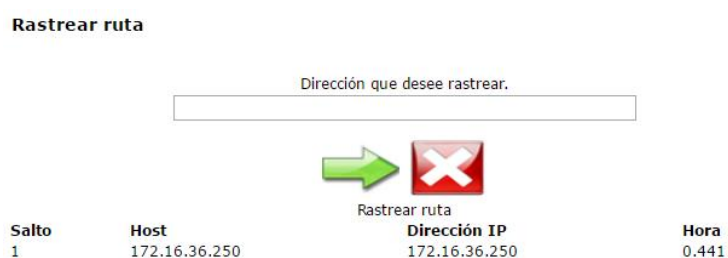 Rastrear ruta
Dirección que desee rastrear.
Rastrear ruta
Salto Host Dirección IP Hora
1 172.16.36.250 172.16.36.250 0.441